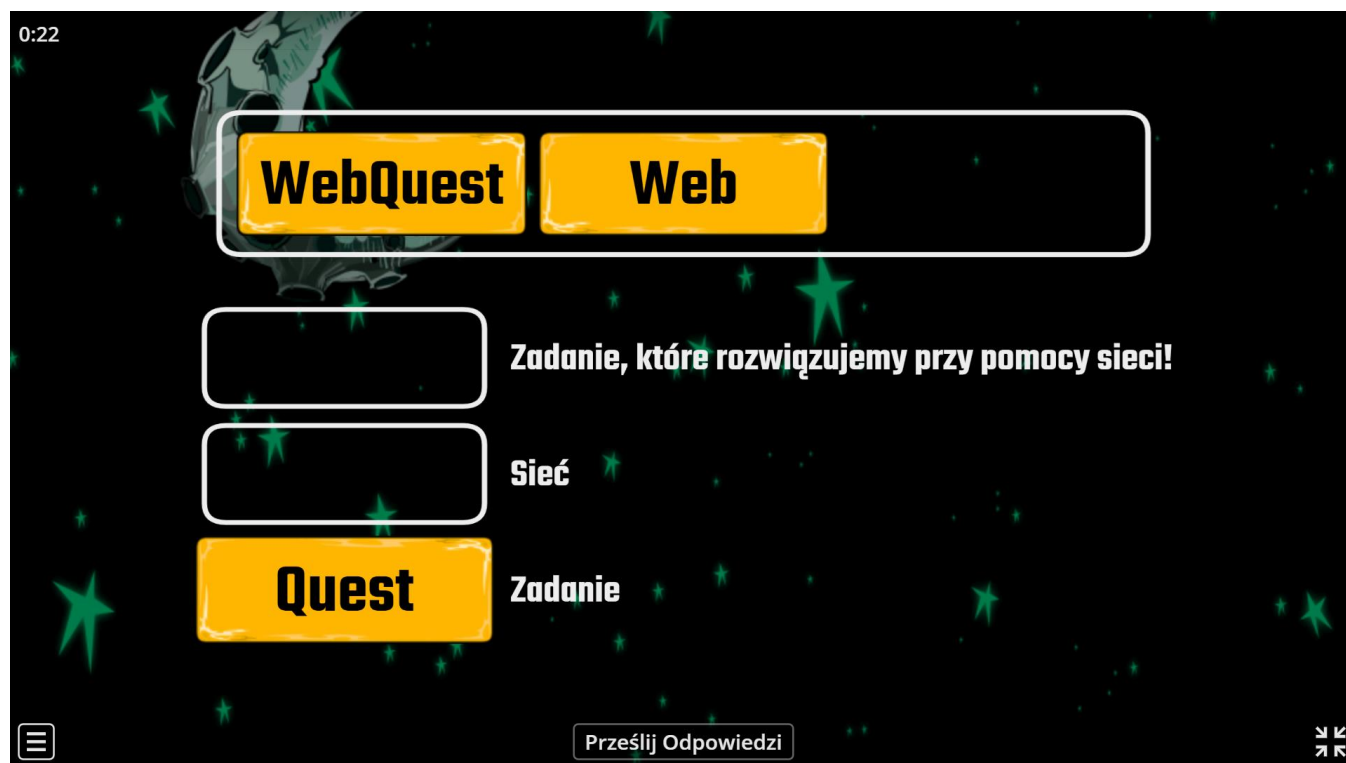 0:22
WebQuest Web
Zadanie, które rozwiązujemy przy pomocy sieci!
Sieć
Quest Zadanie
Prześlij Odpowiedzi